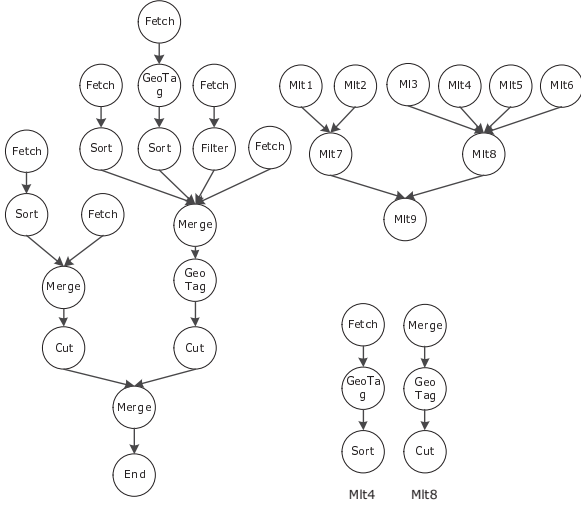 Fetch
Fetch
GeoTa
g
Fetch
Sort
Sort
Filter
Fetch
Fetch
Sort
Fetch
Merge
Merge
Geo
Tag
Cut
Cut
Merge
End
Mlt1
Mlt2
Ml3
Mlt4
Mlt5
Mlt6
Mlt7
Mlt8
Mlt9
Fetch
GeoTa
g
Sort
Mlt4
Merge
Geo
Tag
Cut
Mlt8